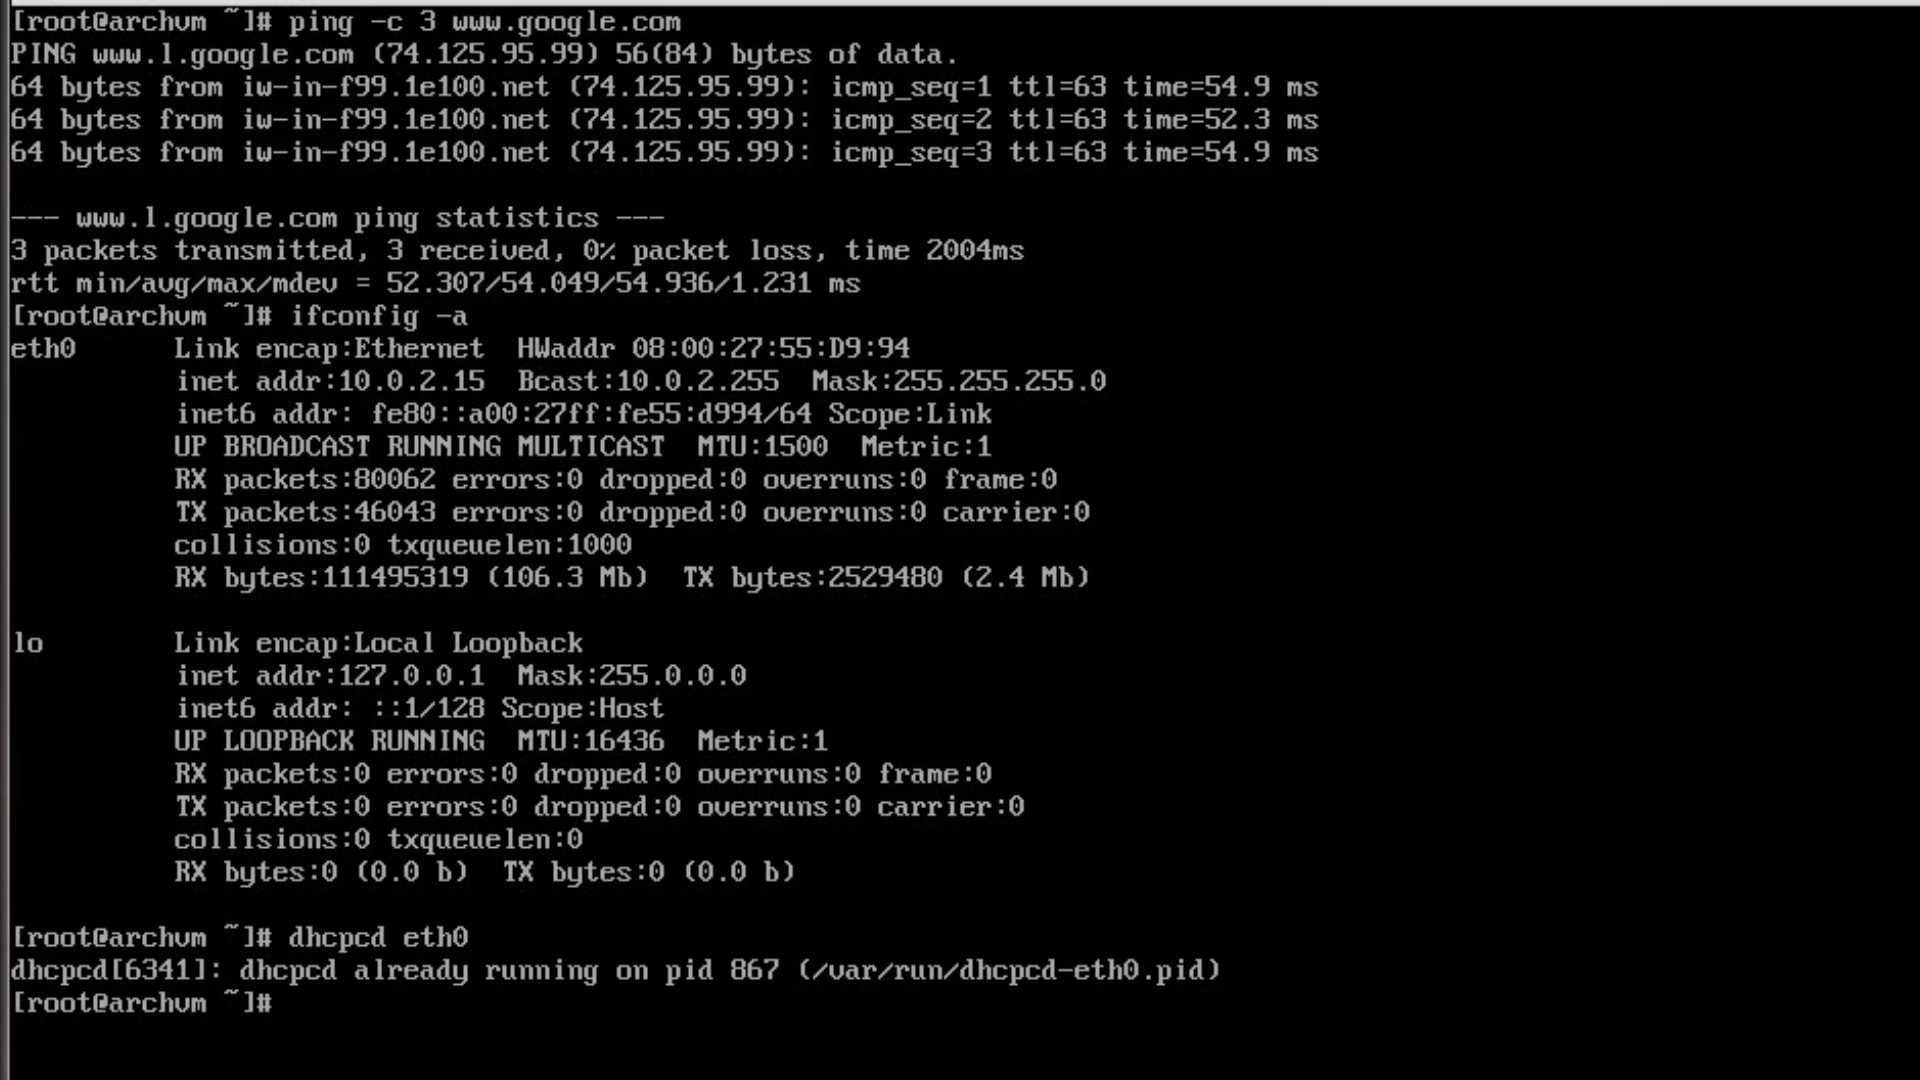 [root@archvm ~]# ping -c 3 www.google.com
PING www.l.google.com (74.125.95.99) 56(84) bytes of data.
64 bytes from iw-in-f99.1e100.net (74.125.95.99): icmp_seq=1 ttl=63 time=54.9 ms
64 bytes from iw-in-f99.1e100.net (74.125.95.99): icmp_seq=2 ttl=63 time=52.3 ms
64 bytes from iw-in-f99.1e100.net (74.125.95.99): icmp_seq=3 ttl=63 time=54.9 ms

--- www.l.google.com ping statistics ---
3 packets transmitted, 3 received, 0% packet loss, time 2004ms
rtt min/avg/max/mdev = 52.307/54.049/54.936/1.231 ms
[root@archvm ~]# ifconfig -a
eth0      Link encap:Ethernet  HWaddr 08:00:27:55:D9:94
          inet addr:10.0.2.15  Bcast:10.0.2.255  Mask:255.255.255.0
          inet6 addr: fe80::a00:27ff:fe55:d994/64 Scope:Link
          UP BROADCAST RUNNING MULTICAST  MTU:1500  Metric:1
          RX packets:80062 errors:0 dropped:0 overruns:0 frame:0
          TX packets:46043 errors:0 dropped:0 overruns:0 carrier:0
          collisions:0 txqueuelen:1000
          RX bytes:111495319 (106.3 Mb)  TX bytes:2529480 (2.4 Mb)

lo        Link encap:Local Loopback
          inet addr:127.0.0.1  Mask:255.0.0.0
          inet6 addr: ::1/128 Scope:Host
          UP LOOPBACK RUNNING  MTU:16436  Metric:1
          RX packets:0 errors:0 dropped:0 overruns:0 frame:0
          TX packets:0 errors:0 dropped:0 overruns:0 carrier:0
          collisions:0 txqueuelen:0
          RX bytes:0 (0.0 b)  TX bytes:0 (0.0 b)

[root@archvm ~]# dhcpcd eth0
dhcpcd[6341]: dhcpcd already running on pid 867 (/var/run/dhcpcd-eth0.pid)
[root@archvm ~]#